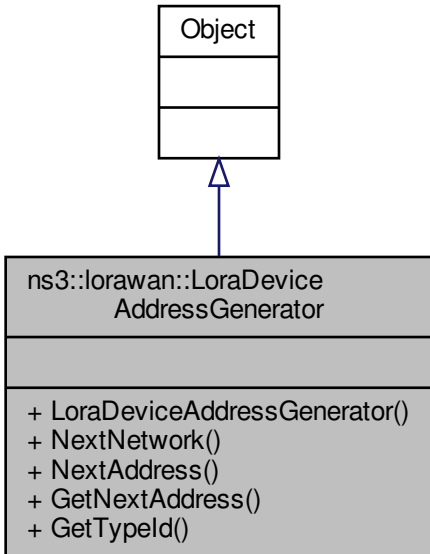 Object
ns3::lorawan::LoraDevice
AddressGenerator
+ LoraDeviceAddressGenerator()
+ NextNetwork()
+ NextAddress()
+ GetNextAddress()
+ GetTypeId()